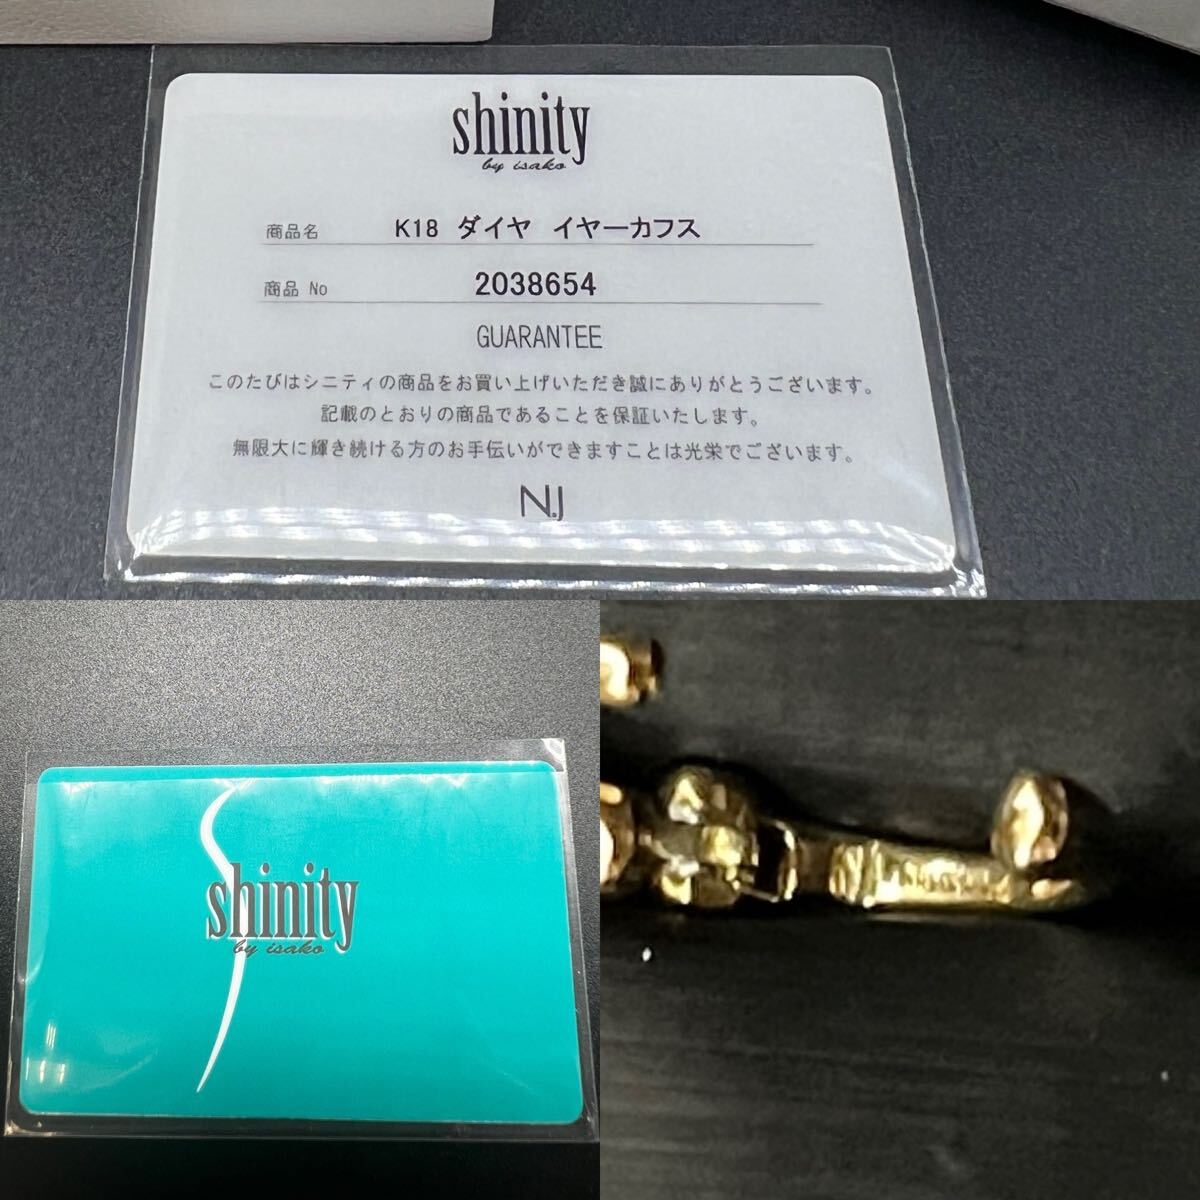 shinity
by isako
商品名 K18 ダイヤ イヤーカフス
商品 No 2038654
GUARANTEE
このたびはシニティの商品をお買い上げいただき誠にありがとうございます。
記載のとおりの商品であることを保証いたします。
無限大に輝き続ける方のお手伝いができますことは光栄でございます。
N.J
shinity
by isako